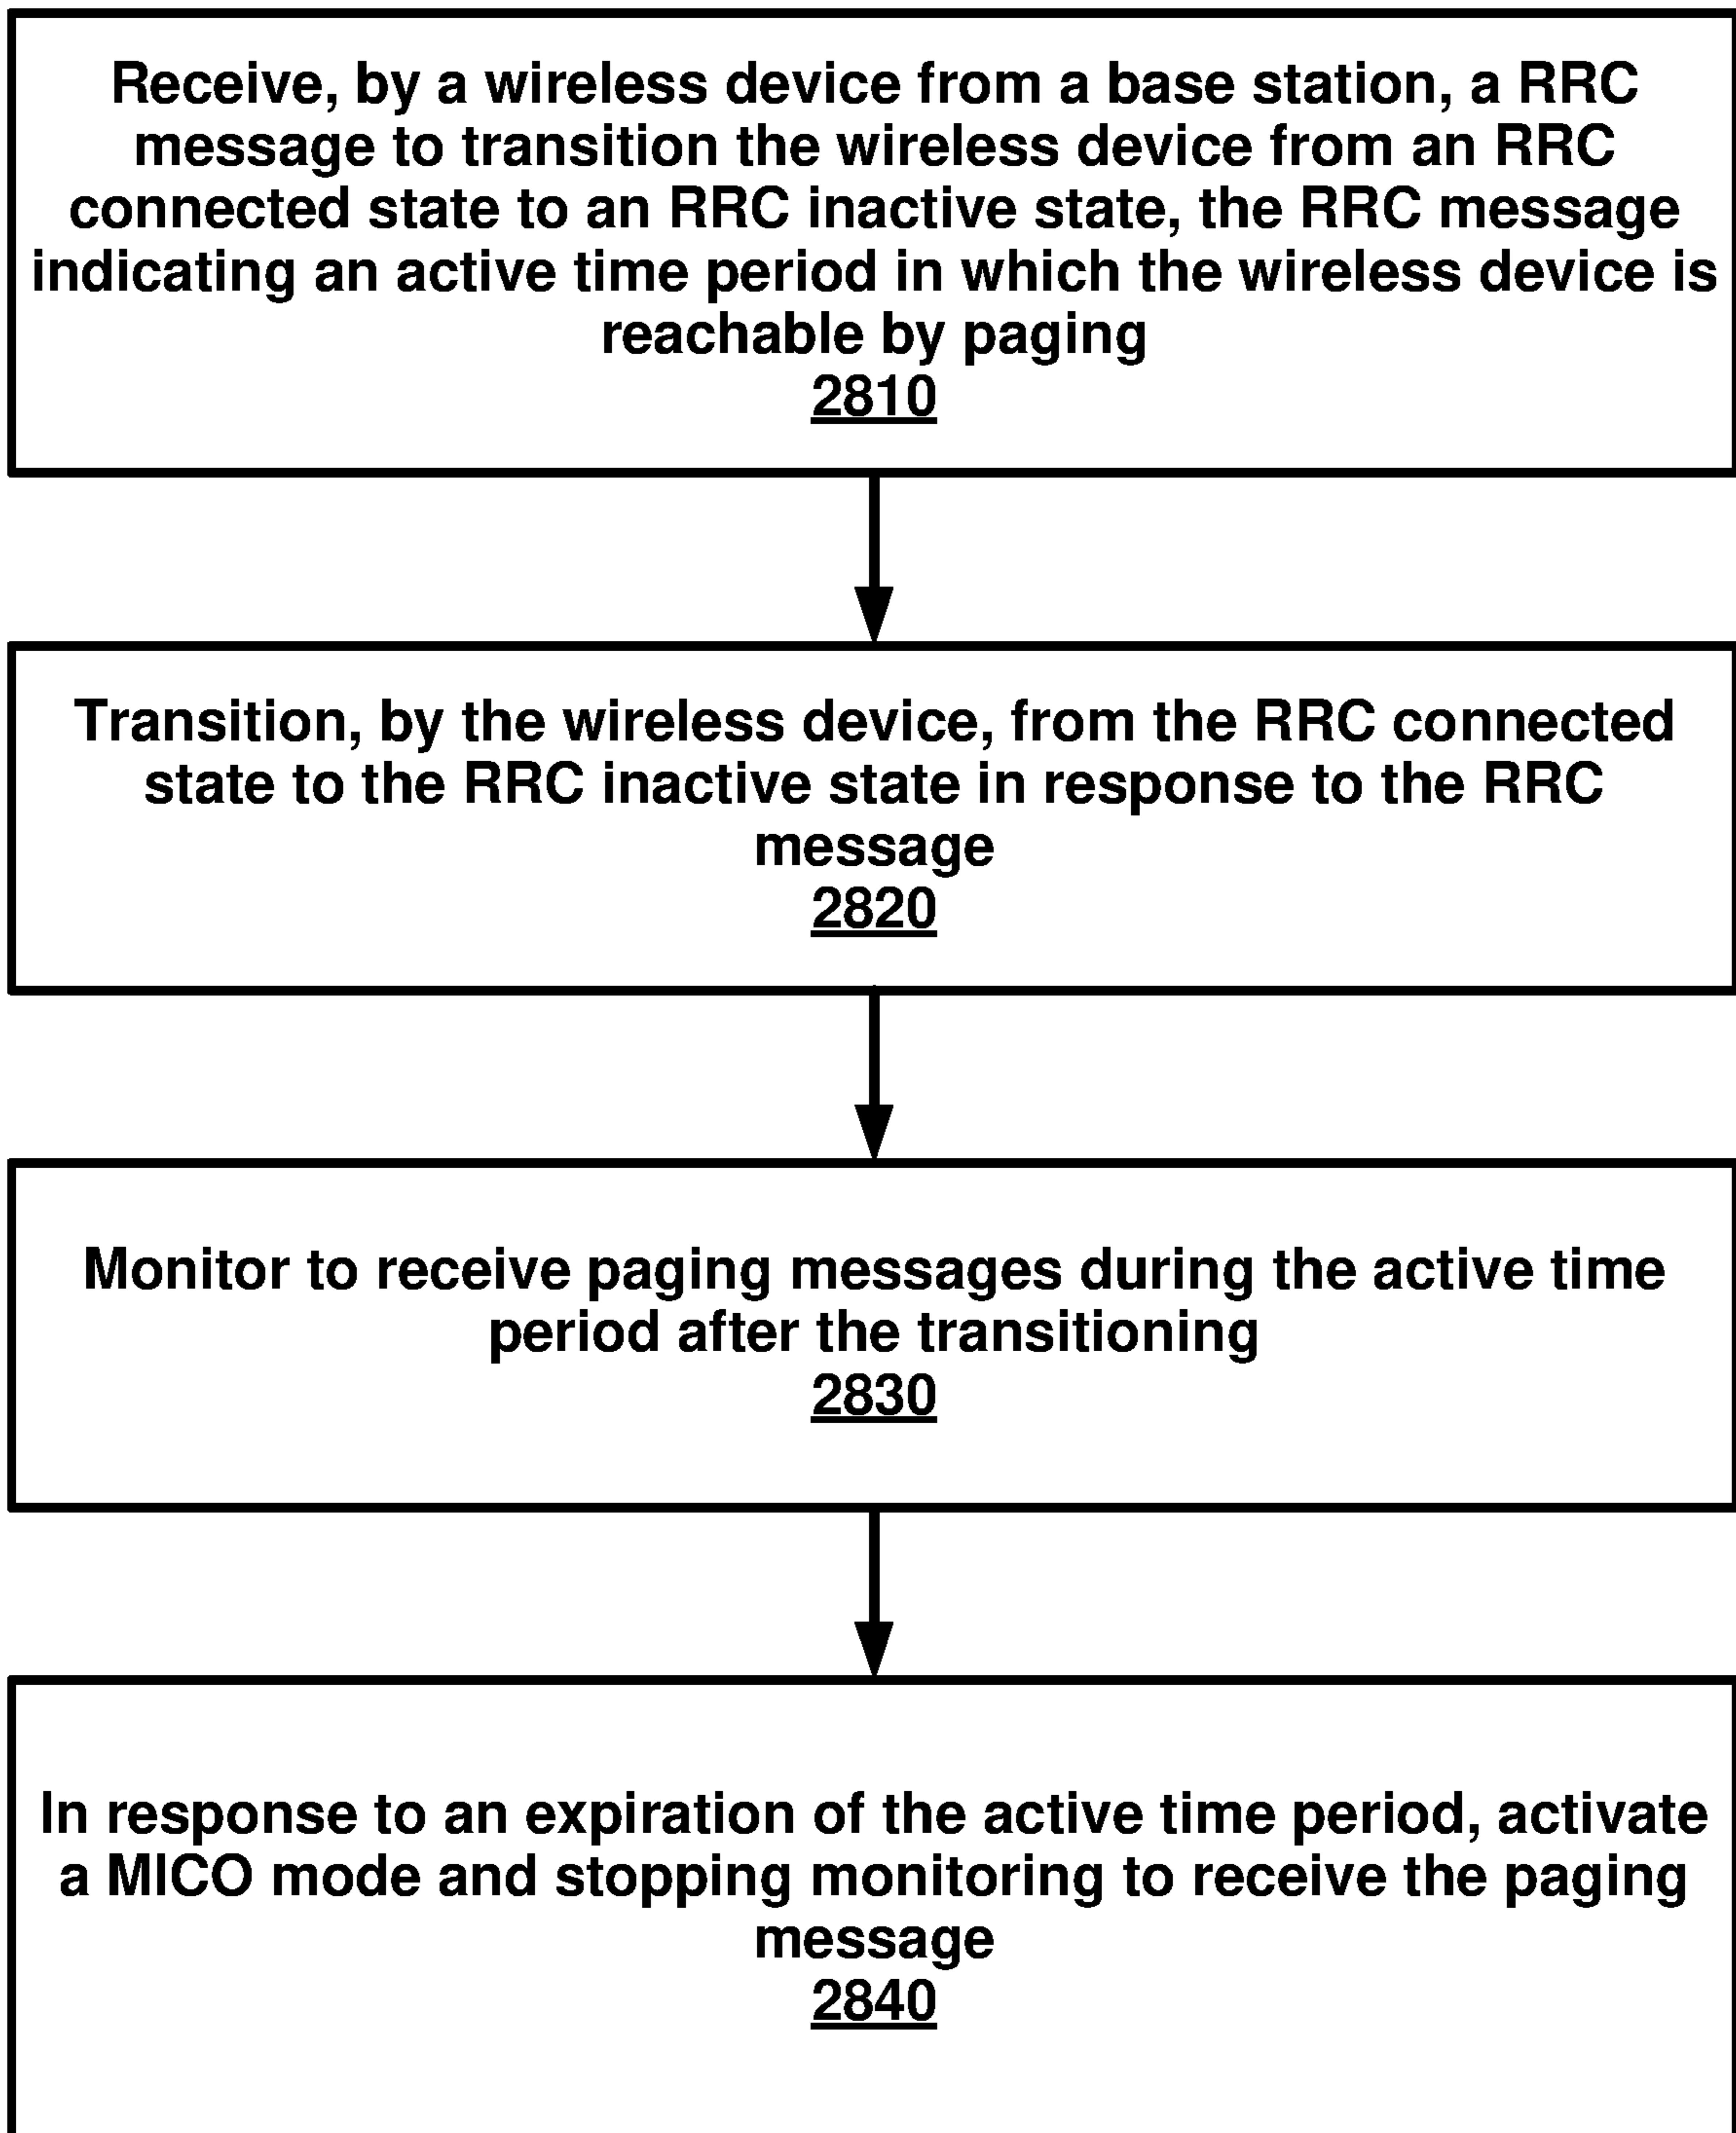 Receive, by a wireless device from a base station, a RRC
message to transition the wireless device from an RRC
connected state to an RRC inactive state, the RRC message
indicating an active time period in which the wireless device is
reachable by paging
2810
Transition, by the wireless device, from the RRC connected
state to the RRC inactive state in response to the RRC
message
2820
Monitor to receive paging messages during the active time
period after the transitioning
2830
In response to an expiration of the active time period, activate
a MICO mode and stopping monitoring to receive the paging
message
2840